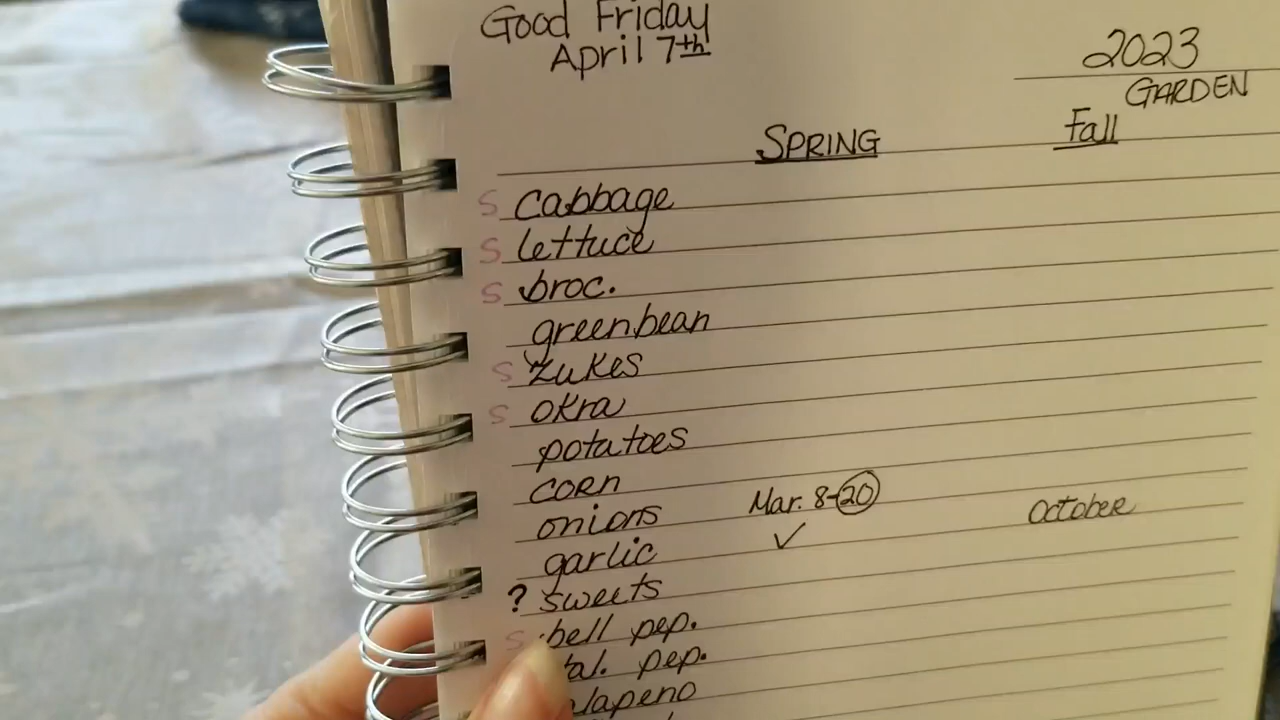 Good Friday
April 7th
2023
GARDEN
SPRING Fall
S cabbage
S lettuce
S broc.
greenbean
S zukes
S okra
potatoes
corn
onions Mar. 8-20 October
garlic ✓
? sweets
S bell pep.
pep.